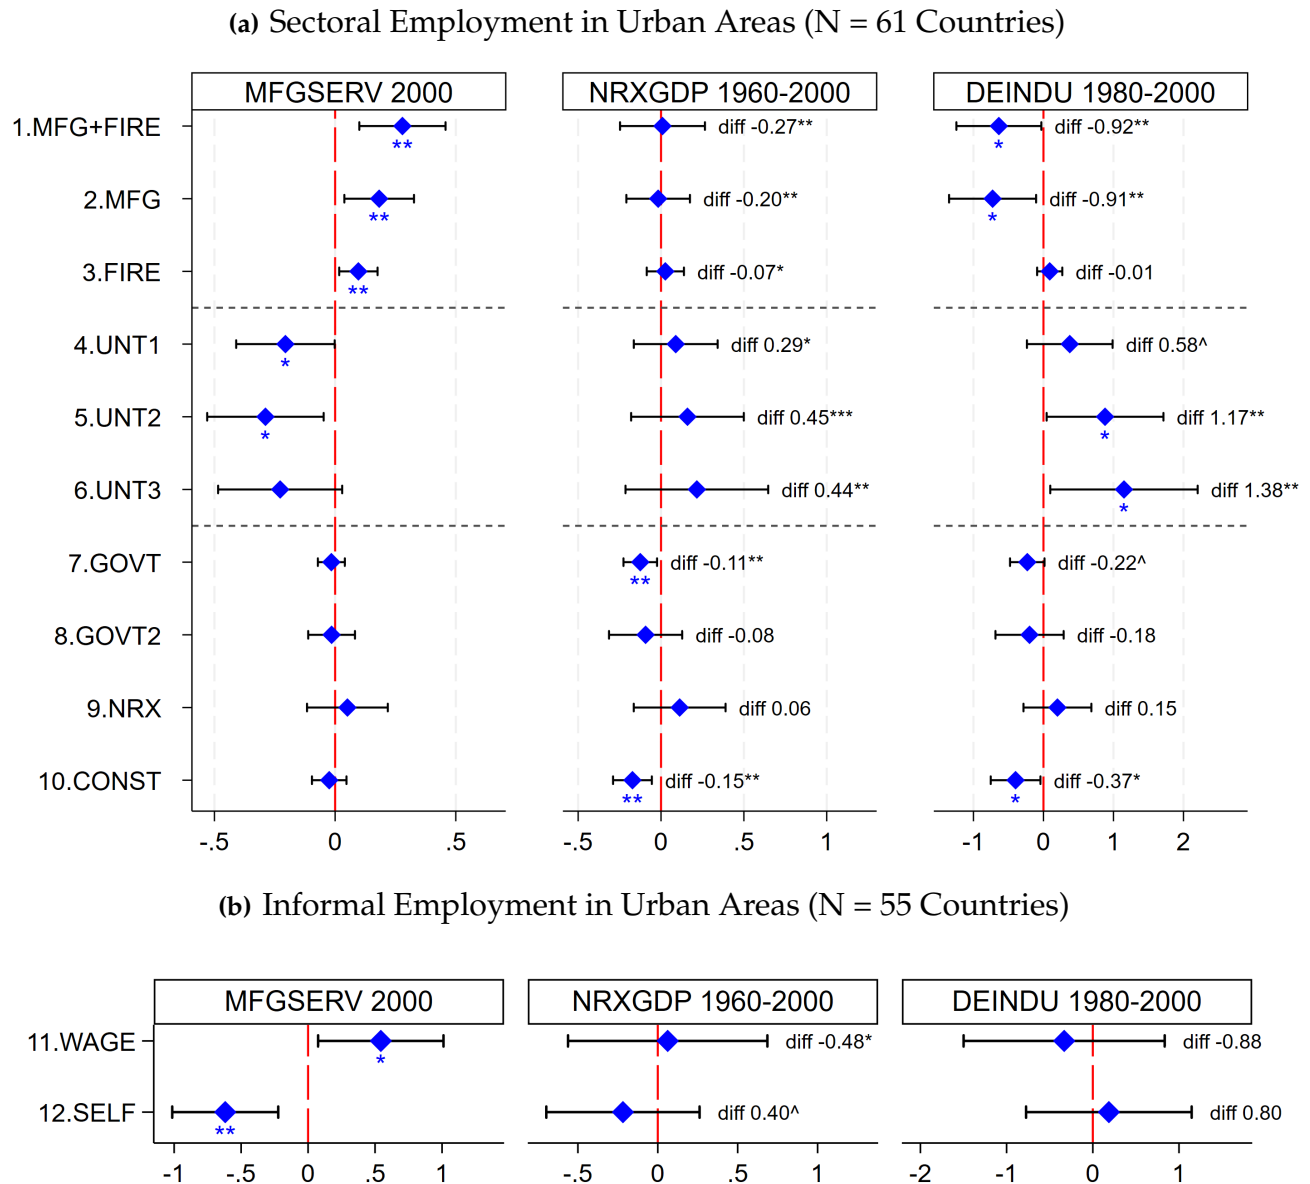 (a) Sectoral Employment in Urban Areas (N = 61 Countries)
MFGSERV 2000 NRXGDP 1960-2000 DEINDU 1980-2000
1.MFG+FIRE ** diff -0.27** * diff -0.92**
2.MFG ** diff -0.20** * diff -0.91**
3.FIRE ** diff -0.07* diff -0.01
4.UNT1 * diff 0.29* diff 0.58^
5.UNT2 * diff 0.45*** * diff 1.17**
6.UNT3 diff 0.44** * diff 1.38**
7.GOVT ** diff -0.11** diff -0.22^
8.GOVT2 diff -0.08 diff -0.18
9.NRX diff 0.06 diff 0.15
10.CONST ** diff -0.15** * diff -0.37*
-.5 0 .5 -.5 0 .5 1 -1 0 1 2
(b) Informal Employment in Urban Areas (N = 55 Countries)
MFGSERV 2000 NRXGDP 1960-2000 DEINDU 1980-2000
11.WAGE * diff -0.48* diff -0.88
12.SELF ** diff 0.40^ diff 0.80
-1 -.5 0 .5 1 -.5 0 .5 1 -2 -1 0 1